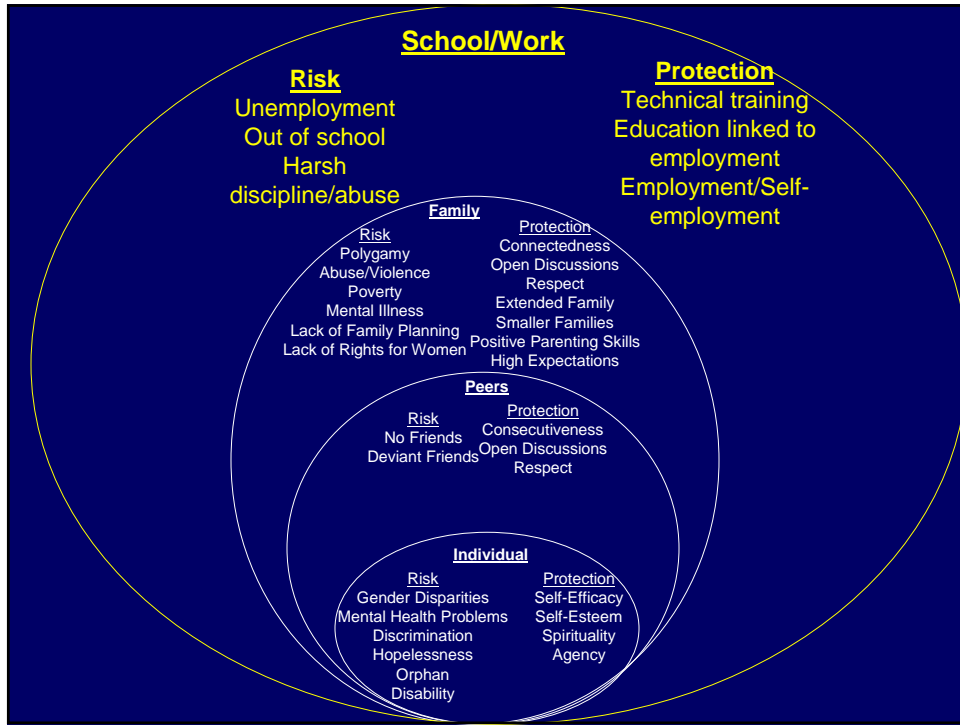 School/Work
Risk
Unemployment
Out of school
Harsh
discipline/abuse
Protection
Technical training
Education linked to
employment
Employment/Self-
employment
Family
Risk
Polygamy
Abuse/Violence
Poverty
Mental Illness
Lack of Family Planning
Lack of Rights for Women
Protection
Connectedness
Open Discussions
Respect
Extended Family
Smaller Families
Positive Parenting Skills
High Expectations
Peers
Risk
No Friends
Deviant Friends
Protection
Consecutiveness
Open Discussions
Respect
Individual
Risk
Gender Disparities
Mental Health Problems
Discrimination
Hopelessness
Orphan
Disability
Protection
Self-Efficacy
Self-Esteem
Spirituality
Agency